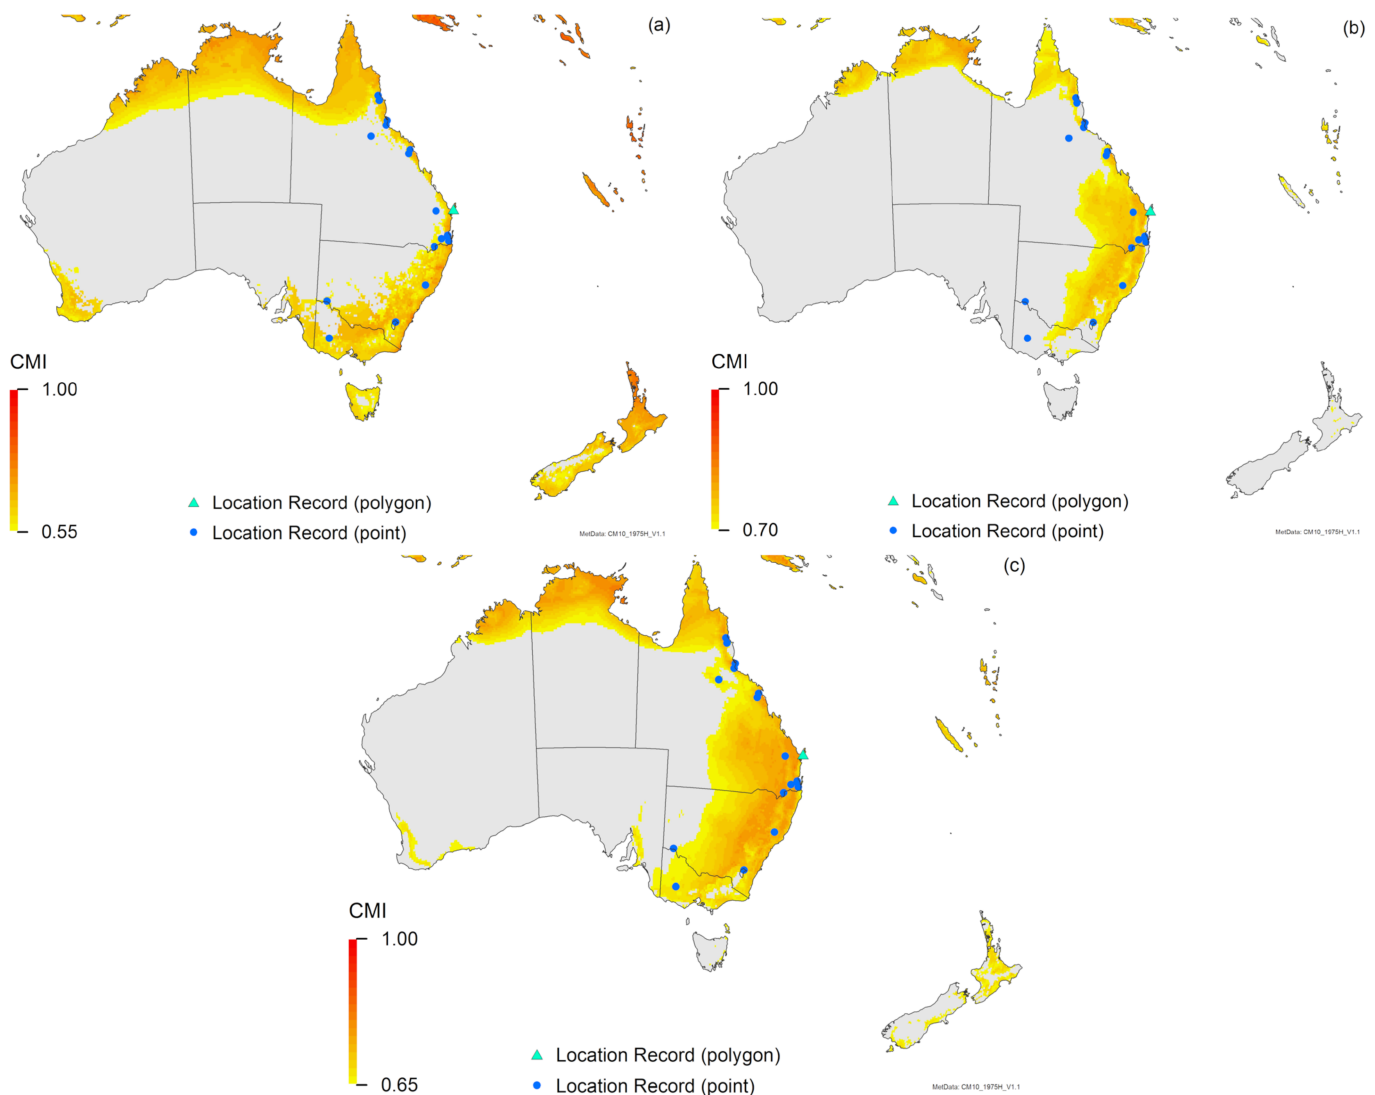 (a)
CMI
1.00
0.55
Location Record (polygon)
Location Record (point)
MetData: CM10_1975H_V1.1
(b)
CMI
1.00
0.70
Location Record (polygon)
Location Record (point)
MetData: CM10_1975H_V1.1
(c)
CMI
1.00
0.65
Location Record (polygon)
Location Record (point)
MetData: CM10_1975H_V1.1